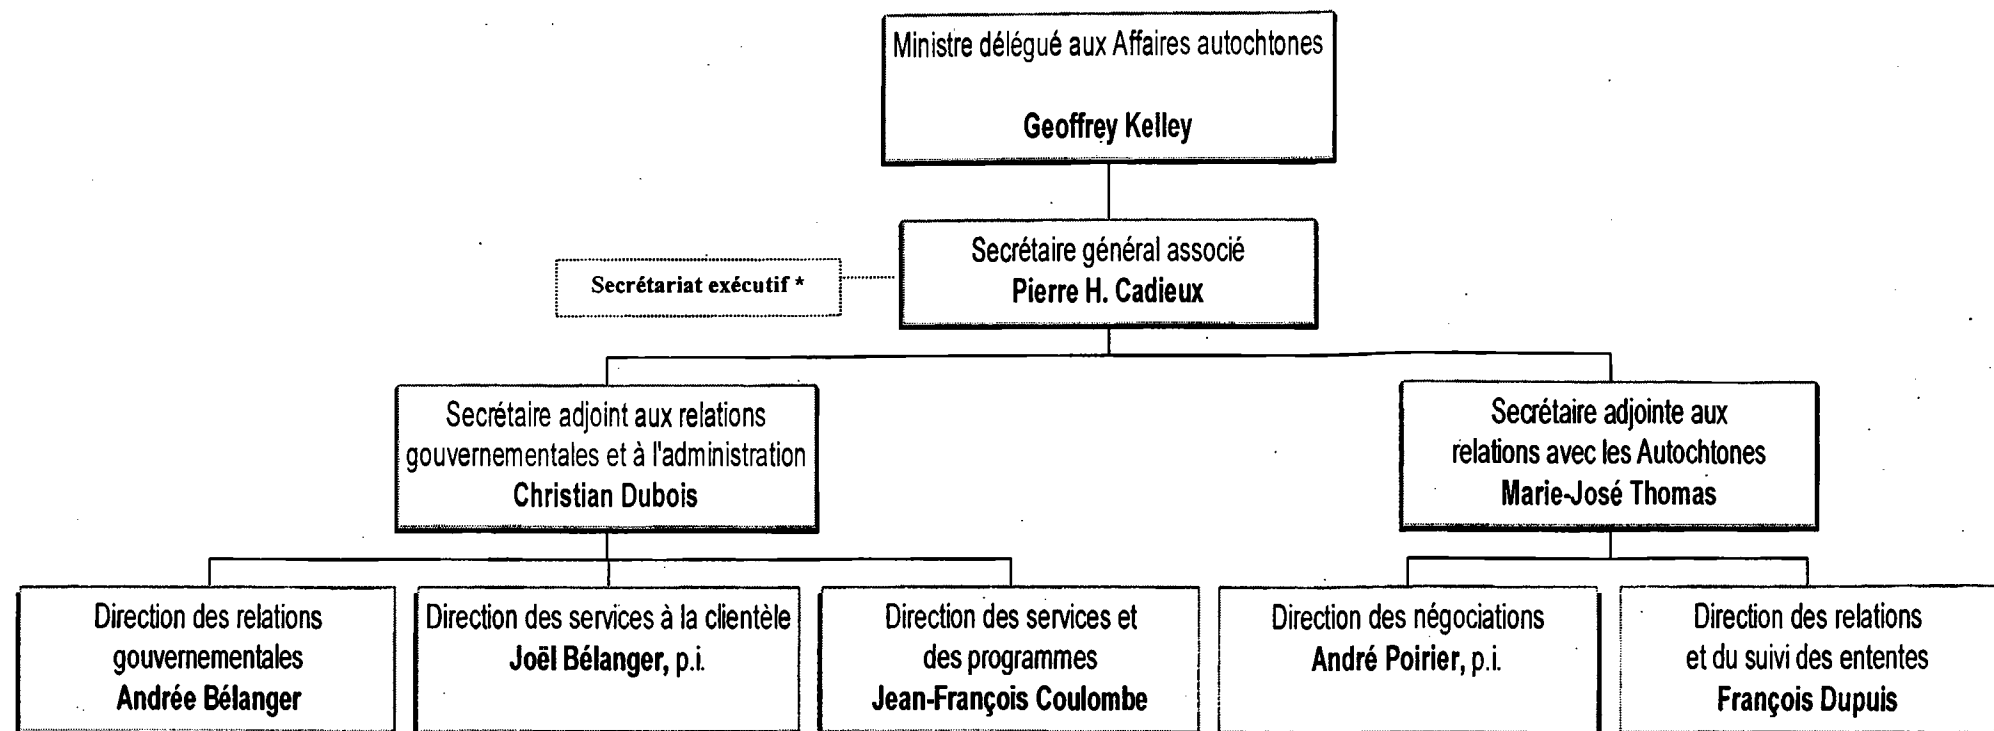 Ministre délégué aux Affaires autochtones
Geoffrey Kelley
Secrétaire général associé
Pierre H. Cadieux
Secrétariat exécutif *
Secrétaire adjoint aux relations
gouvernementales et à l'administration
Christian Dubois
Secrétaire adjointe aux
relations avec les Autochtones
Marie-José Thomas
Direction des relations
gouvernementales
Andrée Bélanger
Direction des services à la clientèle
Joël Bélanger, p.i.
Direction des services et
des programmes
Jean-François Coulombe
Direction des négociations
André Poirier, p.i.
Direction des relations
et du suivi des ententes
François Dupuis